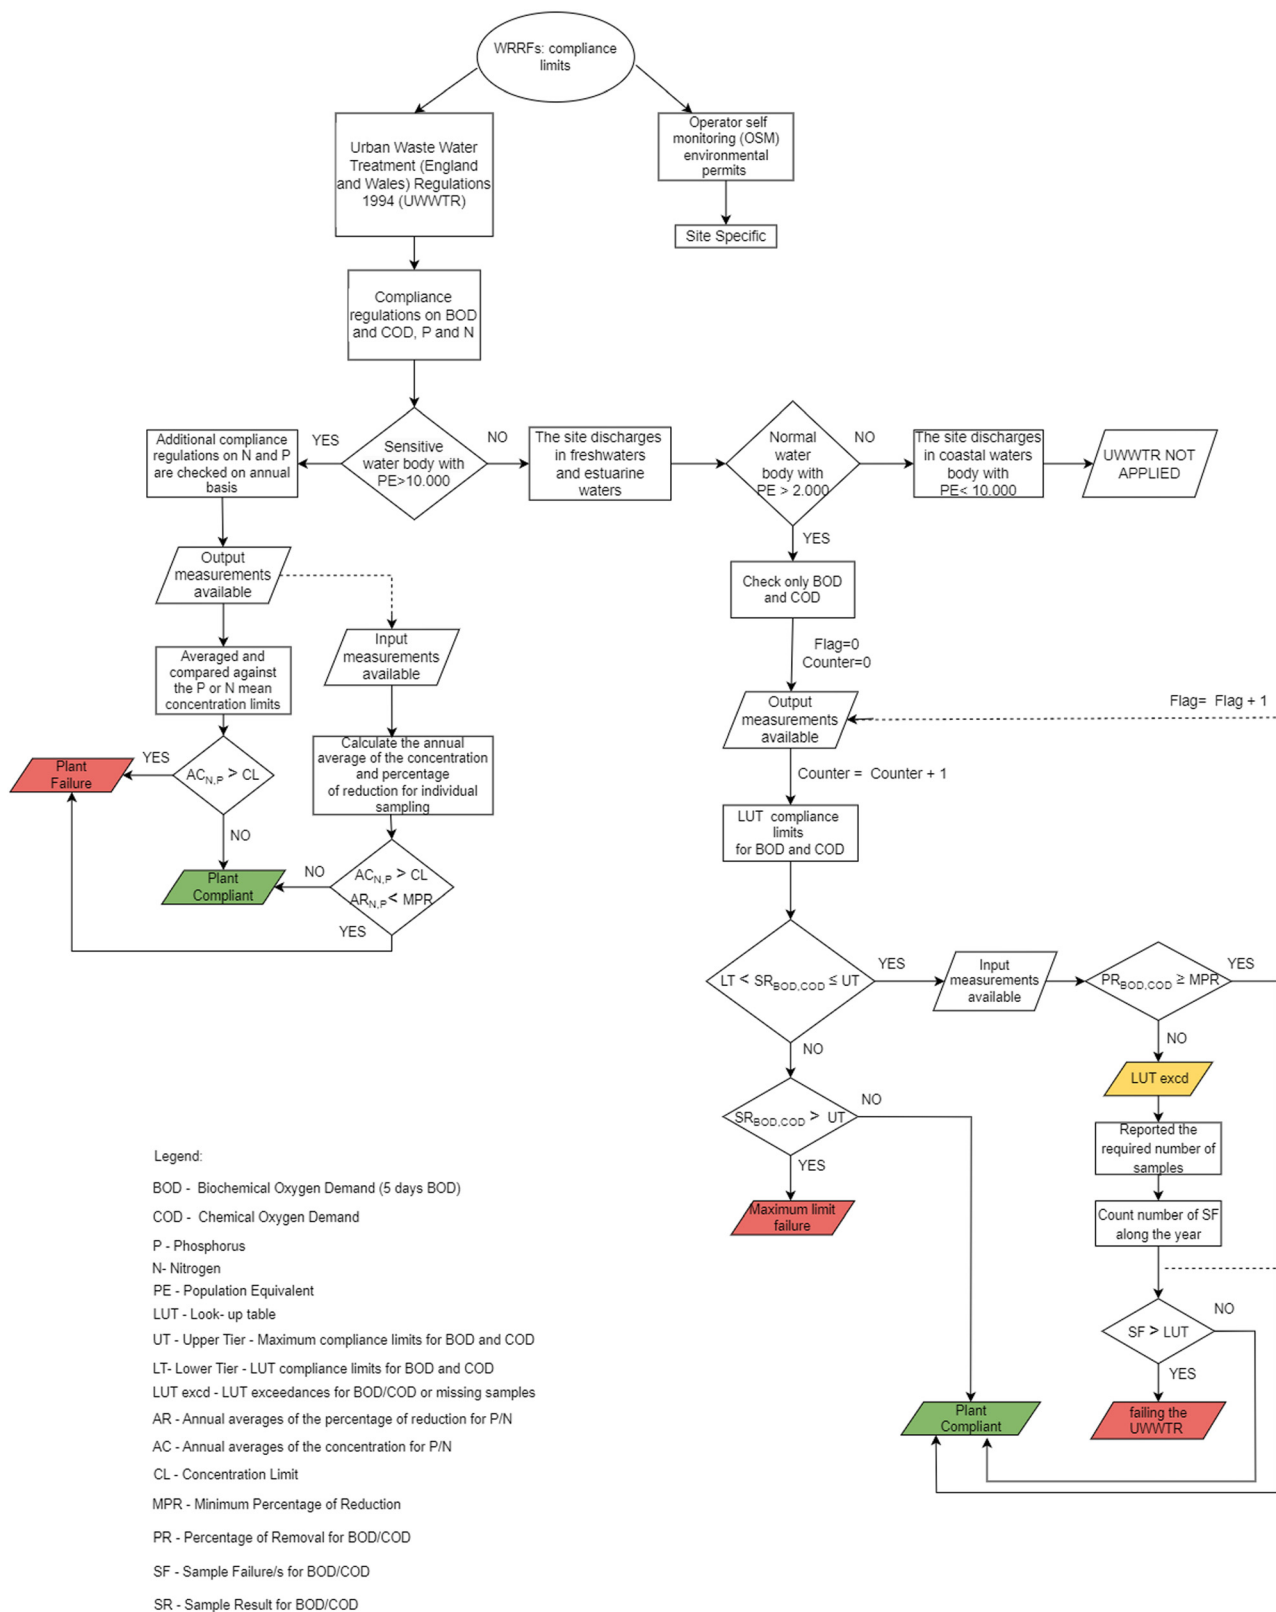 WRRFs: compliance
limits
Urban Waste Water
Treatment (England
and Wales) Regulations
1994 (UWWTR)
Operator self
monitoring (OSM)
environmental
permits
Site Specific
Compliance
regulations on BOD
and COD, P and N
Additional compliance
regulations on N and P
are checked on annual
basis
YES
Sensitive
water body with
PE>10.000
NO
The site discharges
in freshwaters
and estuarine
waters
Normal
water
body with
PE > 2.000
NO
The site discharges
in coastal waters
body with
PE< 10.000
UWWTR NOT
APPLIED
YES
Output
measurements
available
Input
measurements
available
Averaged and
compared against
the P or N mean
concentration limits
Calculate the annual
average of the concentration
and percentage
of reduction for individual
sampling
Plant
Failure
YES
AC_N,P > CL
NO
Plant
Compliant
NO
AC_N,P > CL
AR_N,P < MPR
YES
Check only BOD
and COD
Flag=0
Counter=0
Output
measurements
available
Flag= Flag + 1
Counter = Counter + 1
LUT compliance
limits
for BOD and COD
LT < SR_BOD,COD ≤ UT
YES
Input
measurements
available
PR_BOD,COD ≥ MPR
YES
NO
NO
LUT excd
SR_BOD,COD > UT
NO
Reported the
required number of
samples
YES
Maximum limit
failure
Count number of SF
along the year
SF > LUT
NO
YES
Plant
Compliant
failing the
UWWTR
Legend:
BOD - Biochemical Oxygen Demand (5 days BOD)
COD - Chemical Oxygen Demand
P - Phosphorus
N- Nitrogen
PE - Population Equivalent
LUT - Look- up table
UT - Upper Tier - Maximum compliance limits for BOD and COD
LT- Lower Tier - LUT compliance limits for BOD and COD
LUT excd - LUT exceedances for BOD/COD or missing samples
AR - Annual averages of the percentage of reduction for P/N
AC - Annual averages of the concentration for P/N
CL - Concentration Limit
MPR - Minimum Percentage of Reduction
PR - Percentage of Removal for BOD/COD
SF - Sample Failure/s for BOD/COD
SR - Sample Result for BOD/COD